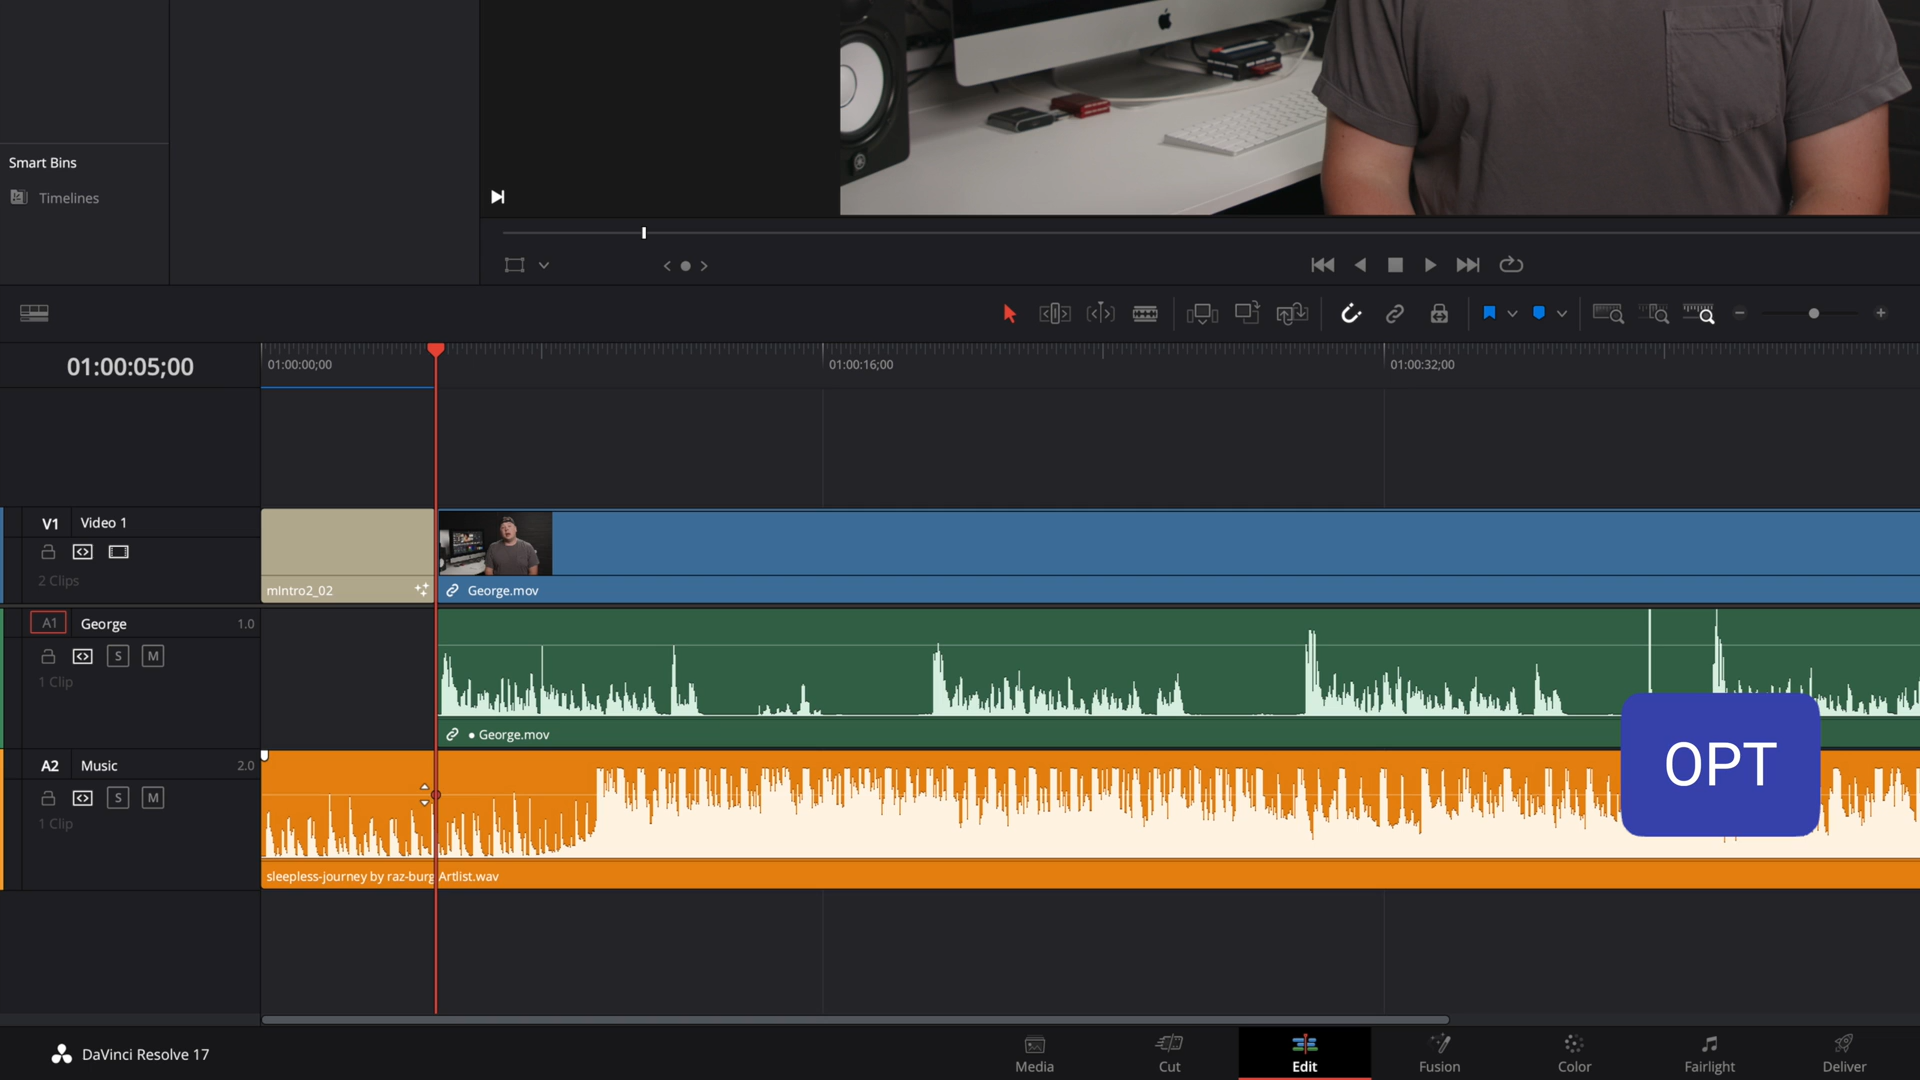 Smart Bins
Timelines
01:00:05;00
01:00:00;00
01:00:16;00
01:00:32;00
V1 Video 1
2 Clips
mIntro2_02
George.mov
A1 George 1.0
S M
1 Clip
• George.mov
A2 Music 2.0
S M
1 Clip
sleepless-journey by raz-burg Artlist.wav
OPT
DaVinci Resolve 17
Media
Cut
Edit
Fusion
Color
Fairlight
Deliver